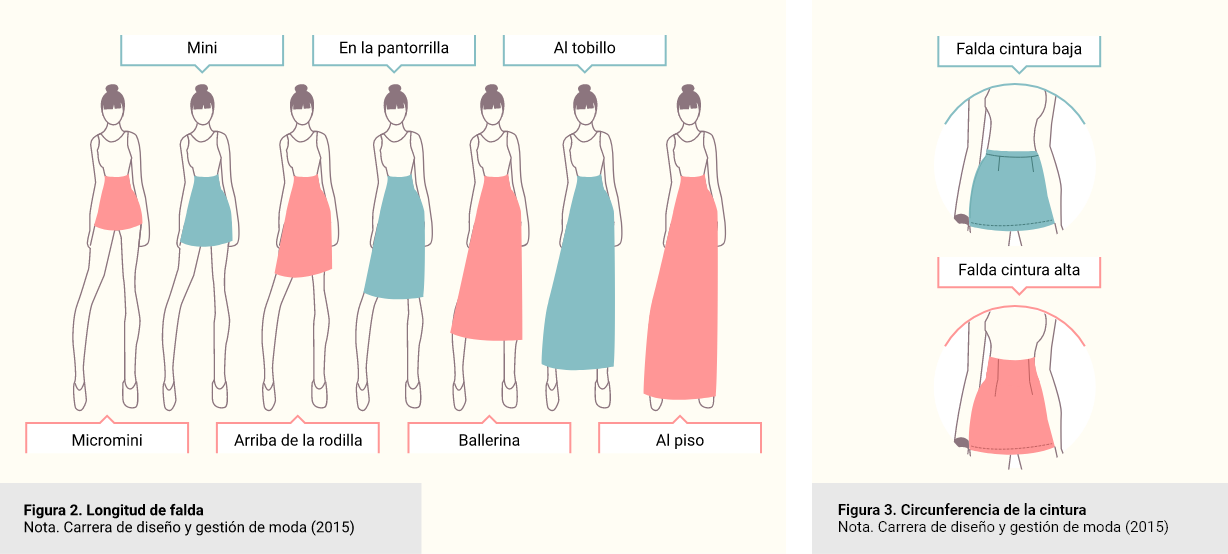 Mini
En la pantorrilla
Al tobillo
Micromini
Arriba de la rodilla
Ballerina
Al piso
Figura 2. Longitud de falda
Nota. Carrera de diseño y gestión de moda (2015)
Falda cintura baja
Falda cintura alta
Figura 3. Circunferencia de la cintura
Nota. Carrera de diseño y gestión de moda (2015)